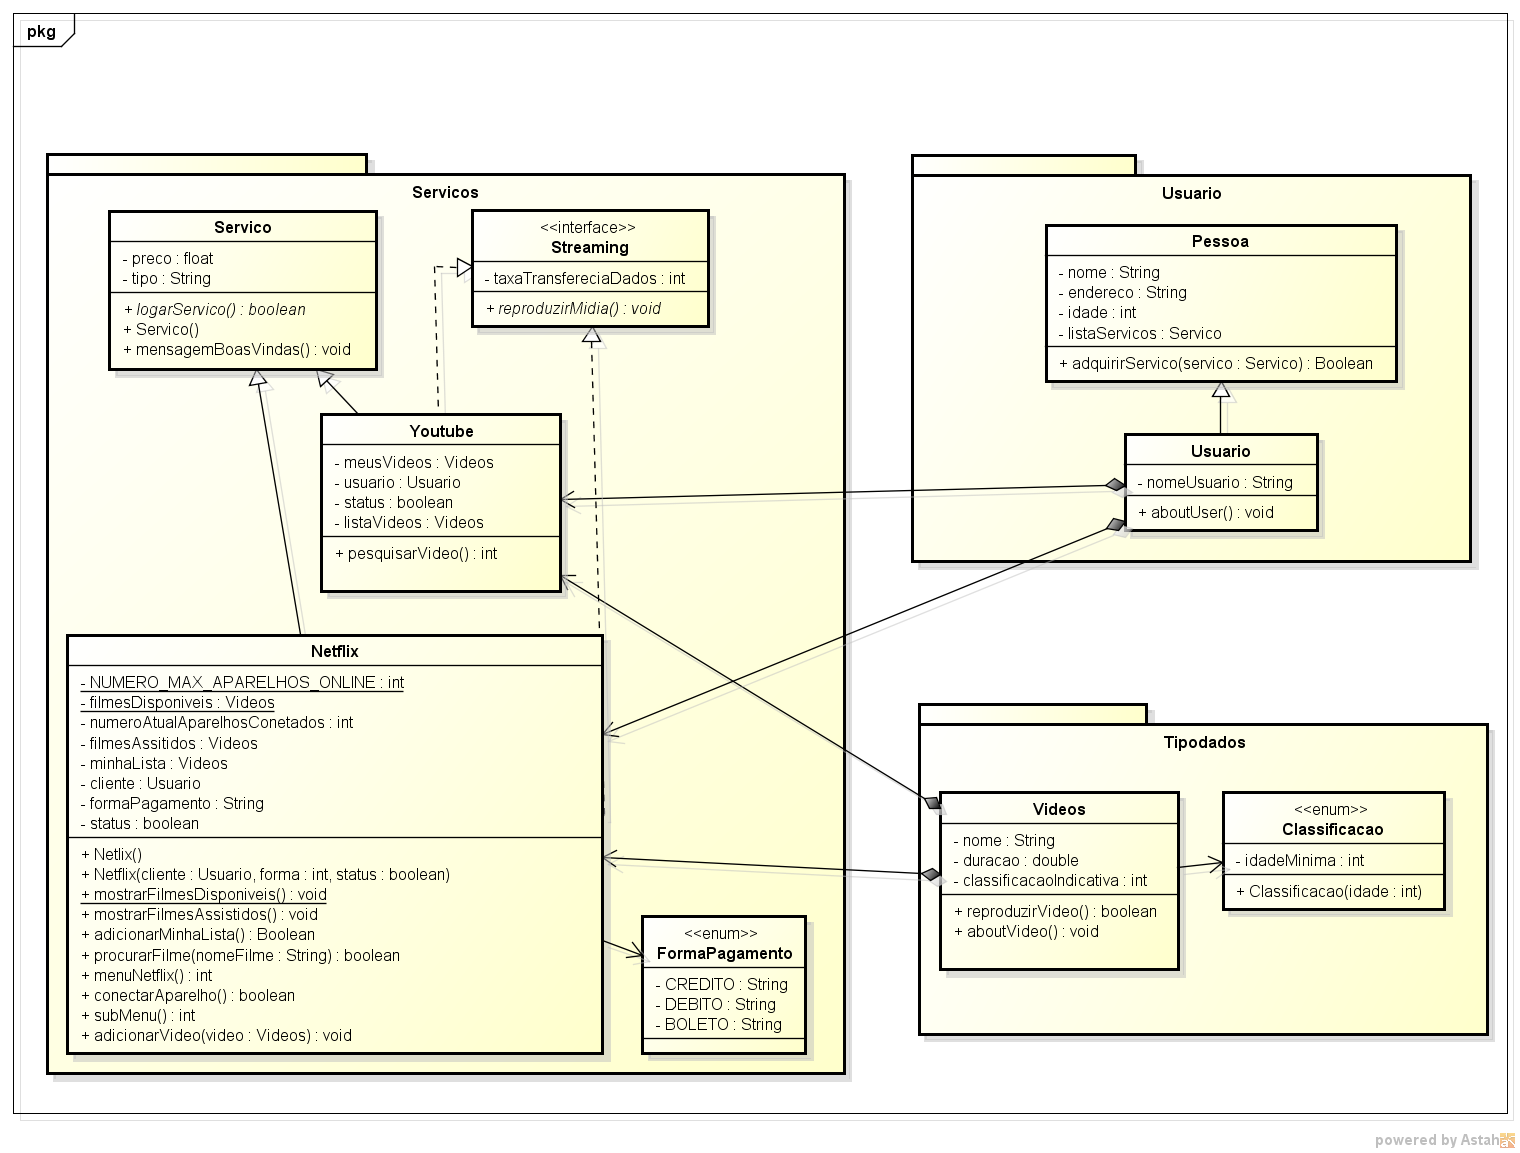 pkg
Servicos
Servico
- preco : float
- tipo : String
+ logarServico() : boolean
+ Servico()
+ mensagemBoasVindas() : void
<<interface>>
Streaming
- taxaTransfereciaDados : int
+ reproduzirMidia() : void
Youtube
- meusVideos : Videos
- usuario : Usuario
- status : boolean
- listaVideos : Videos
+ pesquisarVideo() : int
Netflix
- NUMERO_MAX_APARELHOS_ONLINE : int
- filmesDisponiveis : Videos
- numeroAtualAparelhosConetados : int
- filmesAssitidos : Videos
- minhaLista : Videos
- cliente : Usuario
- formaPagamento : String
- status : boolean
+ Netlix()
+ Netflix(cliente : Usuario, forma : int, status : boolean)
+ mostrarFilmesDisponiveis() : void
+ mostrarFilmesAssistidos() : void
+ adicionarMinhaLista() : Boolean
+ procurarFilme(nomeFilme : String) : boolean
+ menuNetflix() : int
+ conectarAparelho() : boolean
+ subMenu() : int
+ adicionarVideo(video : Videos) : void
<<enum>>
FormaPagamento
- CREDITO : String
- DEBITO : String
- BOLETO : String
Usuario
Pessoa
- nome : String
- endereco : String
- idade : int
- listaServicos : Servico
+ adquirirServico(servico : Servico) : Boolean
Usuario
- nomeUsuario : String
+ aboutUser() : void
Tipodados
Videos
- nome : String
- duracao : double
- classificacaoIndicativa : int
+ reproduzirVideo() : boolean
+ aboutVideo() : void
<<enum>>
Classificacao
- idadeMinima : int
+ Classificacao(idade : int)
powered by Astah